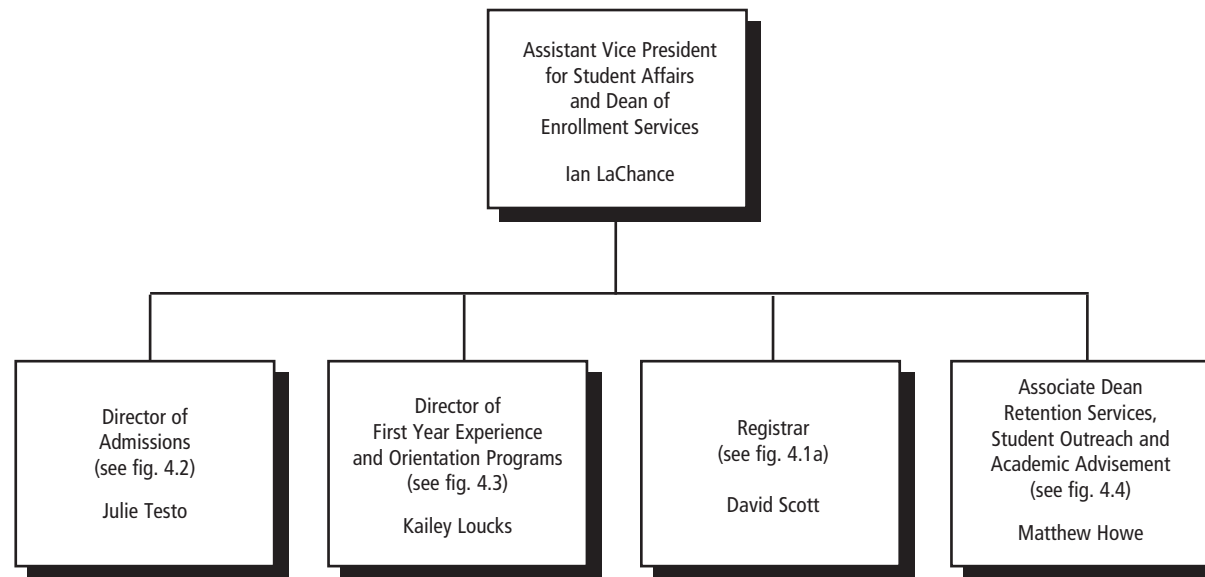 Assistant Vice President
for Student Affairs
and Dean of
Enrollment Services
Ian LaChance
Director of
Admissions
(see fig. 4.2)
Julie Testo
Director of
First Year Experience
and Orientation Programs
(see fig. 4.3)
Kailey Loucks
Registrar
(see fig. 4.1a)
David Scott
Associate Dean
Retention Services,
Student Outreach and
Academic Advisement
(see fig. 4.4)
Matthew Howe